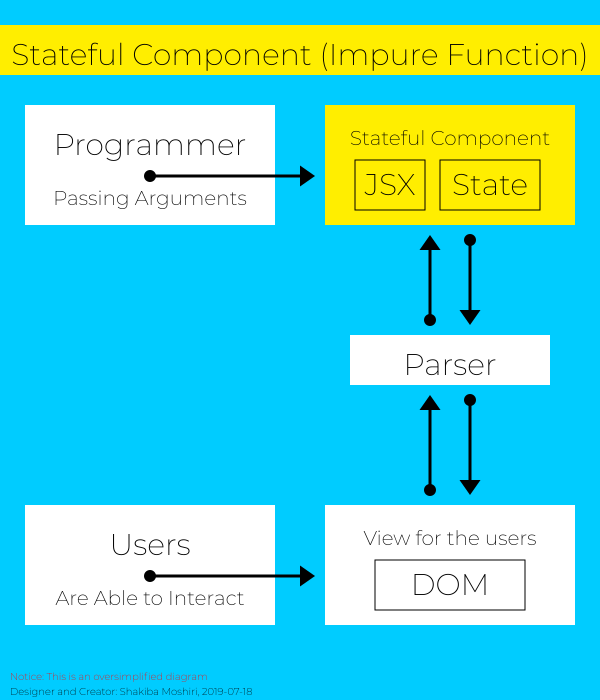 Stateful Component (Impure Function)
Programmer
Passing Arguments
Stateful Component
JSX State
Parser
Users
Are Able to Interact
View for the users
DOM
Notice: This is an oversimplified diagram
Designer and Creator: Shakiba Moshiri, 2019-07-18